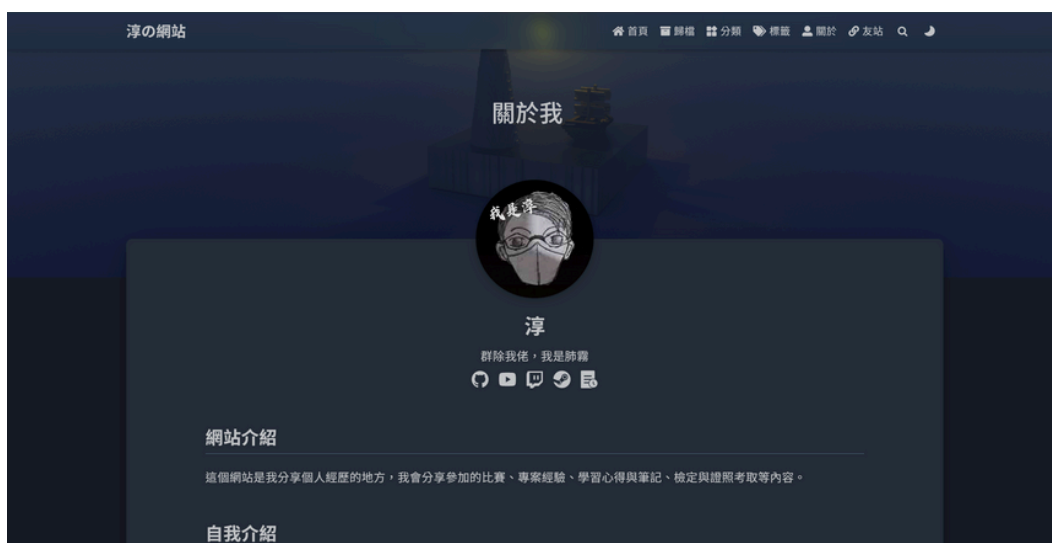 淳の網站
首頁 歸檔 分類 標籤 關於 友站
關於我
我是淳
淳
群除我佬，我是肺霧
網站介紹
這個網站是我分享個人經歷的地方，我會分享參加的比賽、專案經驗、學習心得與筆記、檢定與證照考取等內容。
自我介紹